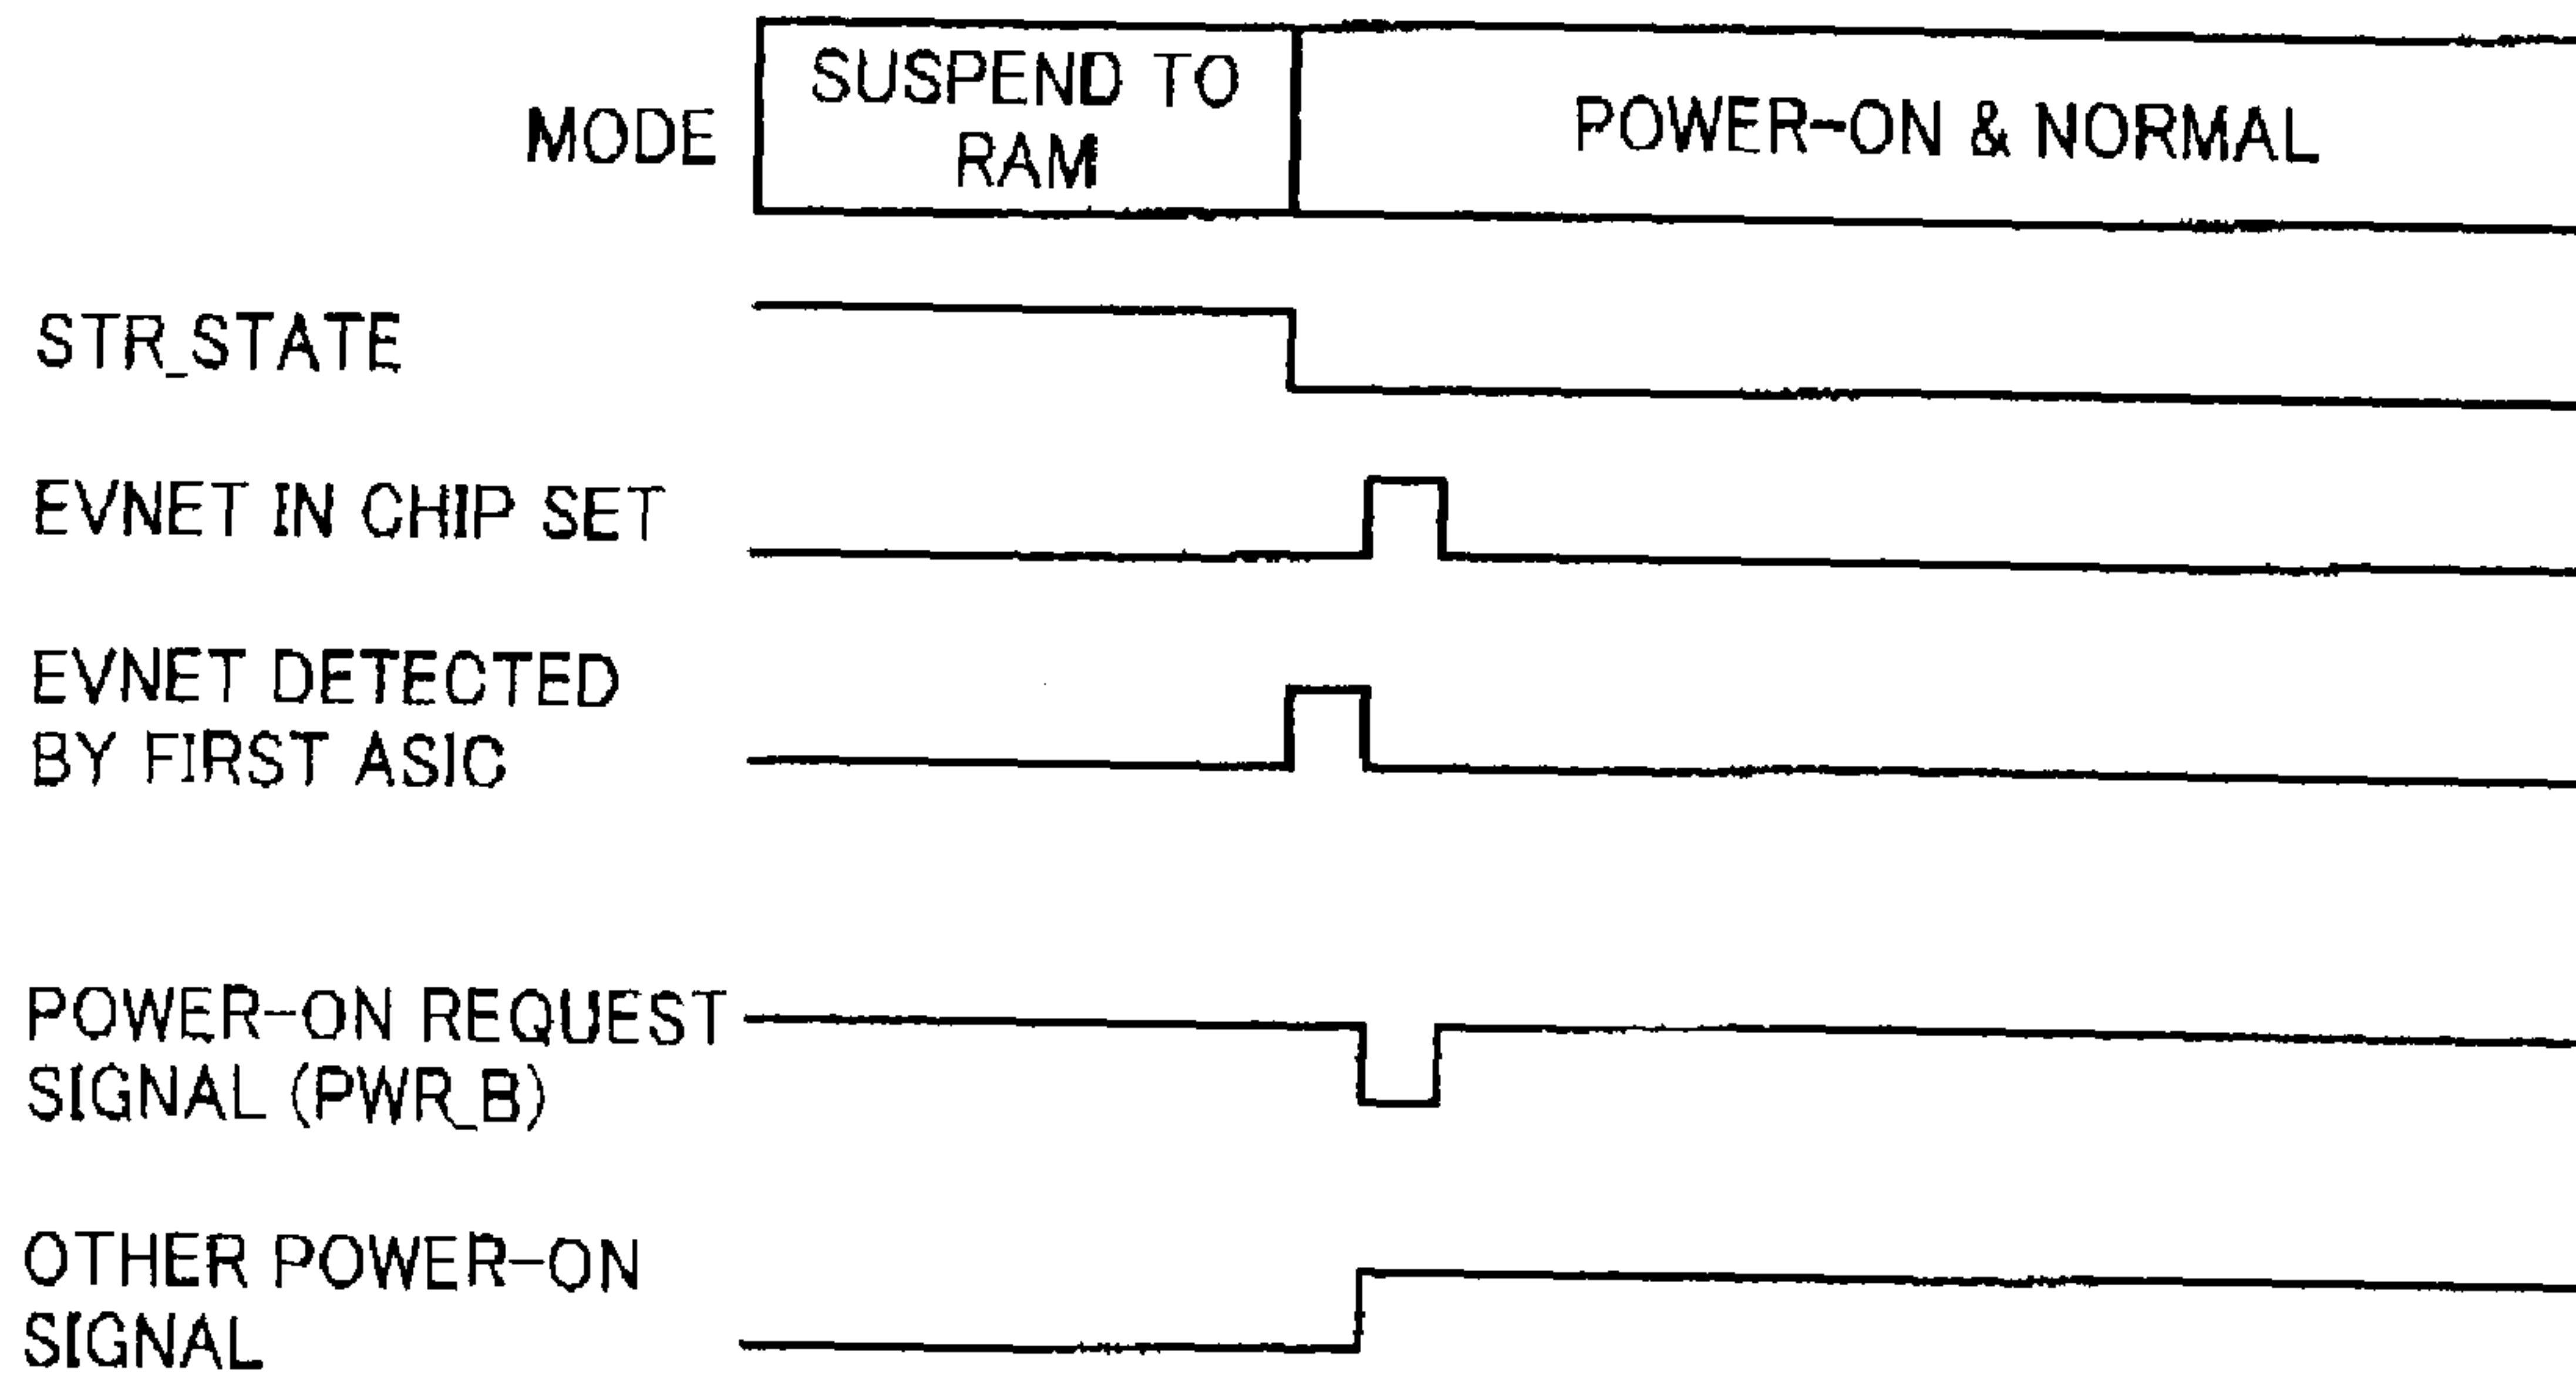 MODE
SUSPEND TO
RAM
POWER-ON & NORMAL
STR_STATE
EVNET IN CHIP SET
EVNET DETECTED
BY FIRST ASIC
POWER-ON REQUEST
SIGNAL (PWR_B)
OTHER POWER-ON
SIGNAL